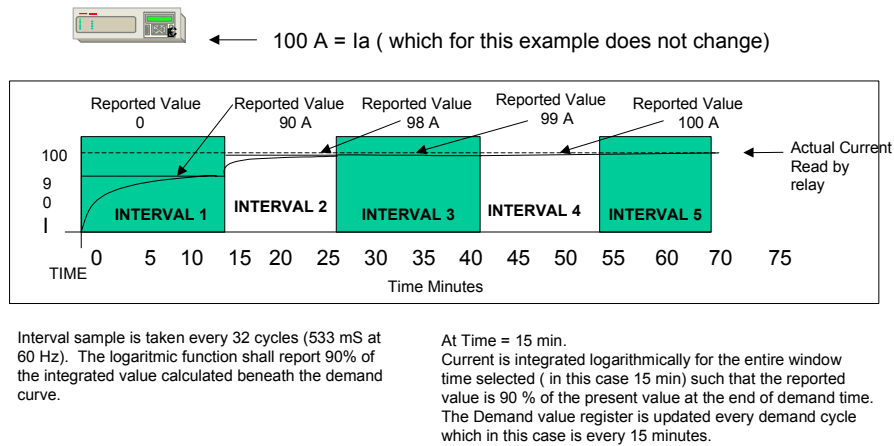 100 A = Ia ( which for this example does not change)
Reported Value
0
Reported Value
90 A
Reported Value
98 A
Reported Value
99 A
Reported Value
100 A
100
9
0
I
INTERVAL 1
INTERVAL 2
INTERVAL 3
INTERVAL 4
INTERVAL 5
Actual Current
Read by
relay
TIME
0 5 10 15 20 25 30 35 40 45 50 55 60 70 75
Time Minutes
Interval sample is taken every 32 cycles (533 mS at
60 Hz). The logaritmic function shall report 90% of
the integrated value calculated beneath the demand
curve.
At Time = 15 min.
Current is integrated logarithmically for the entire window
time selected ( in this case 15 min) such that the reported
value is 90 % of the present value at the end of demand time.
The Demand value register is updated every demand cycle
which in this case is every 15 minutes.